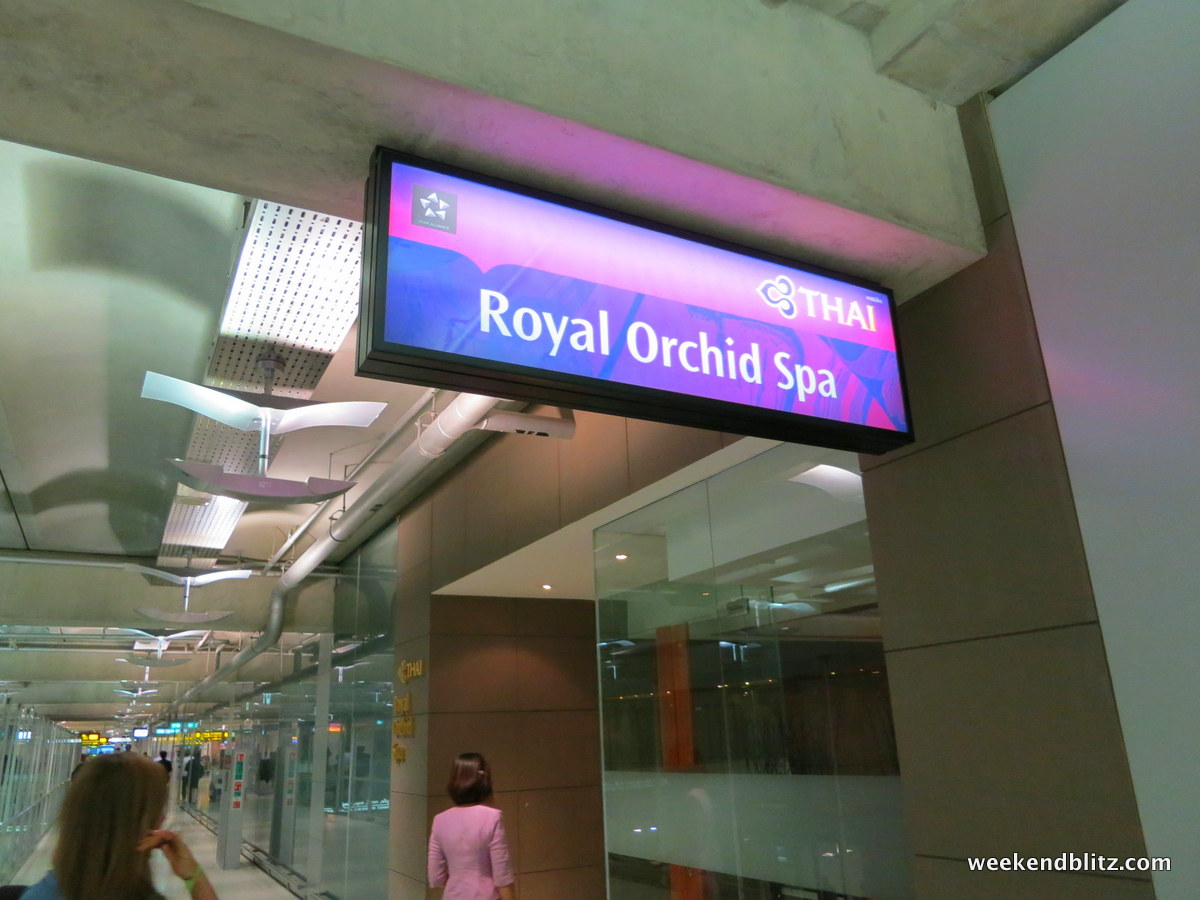 THAI
Royal Orchid Spa
THAI
Royal
Orchid
Spa
weekendblitz.com